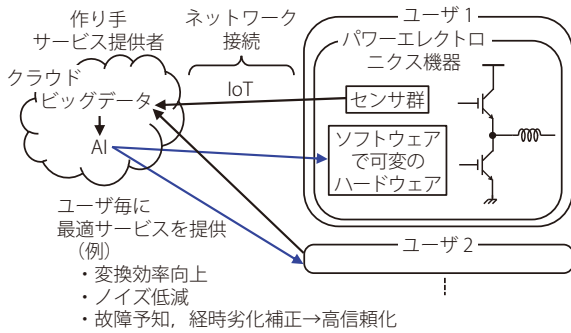 作り手
サービス提供者
クラウド
ビッグデータ
AI
ネットワーク
接続
IoT
ユーザ1
パワーエレクトロ
ニクス機器
センサ群
ソフトウェア
で可変の
ハードウェア
ユーザ2
ユーザ毎に
最適サービスを提供
（例）
・変換効率向上
・ノイズ低減
・故障予知，経時劣化補正→高信頼化